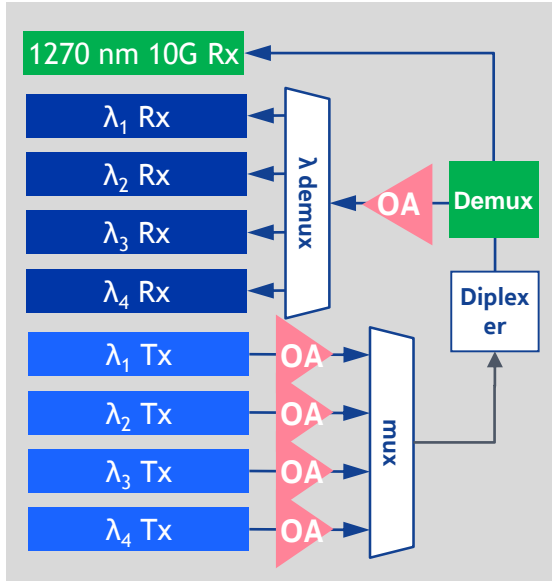 1270 nm 10G Rx
λ₁ Rx
λ₂ Rx
λ₃ Rx
λ₄ Rx
λ demux
OA
Demux
Diplex
er
λ₁ Tx
OA
λ₂ Tx
OA
λ₃ Tx
OA
λ₄ Tx
OA
mux